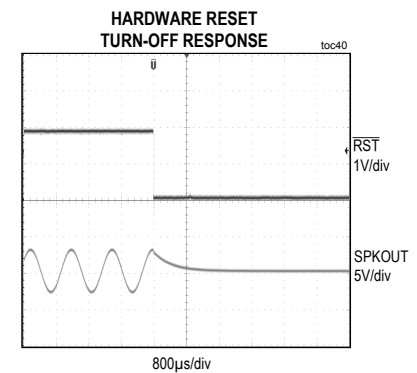 HARDWARE RESET
TURN-OFF RESPONSE
toc40
RST
1V/div
SPKOUT
5V/div
800µs/div